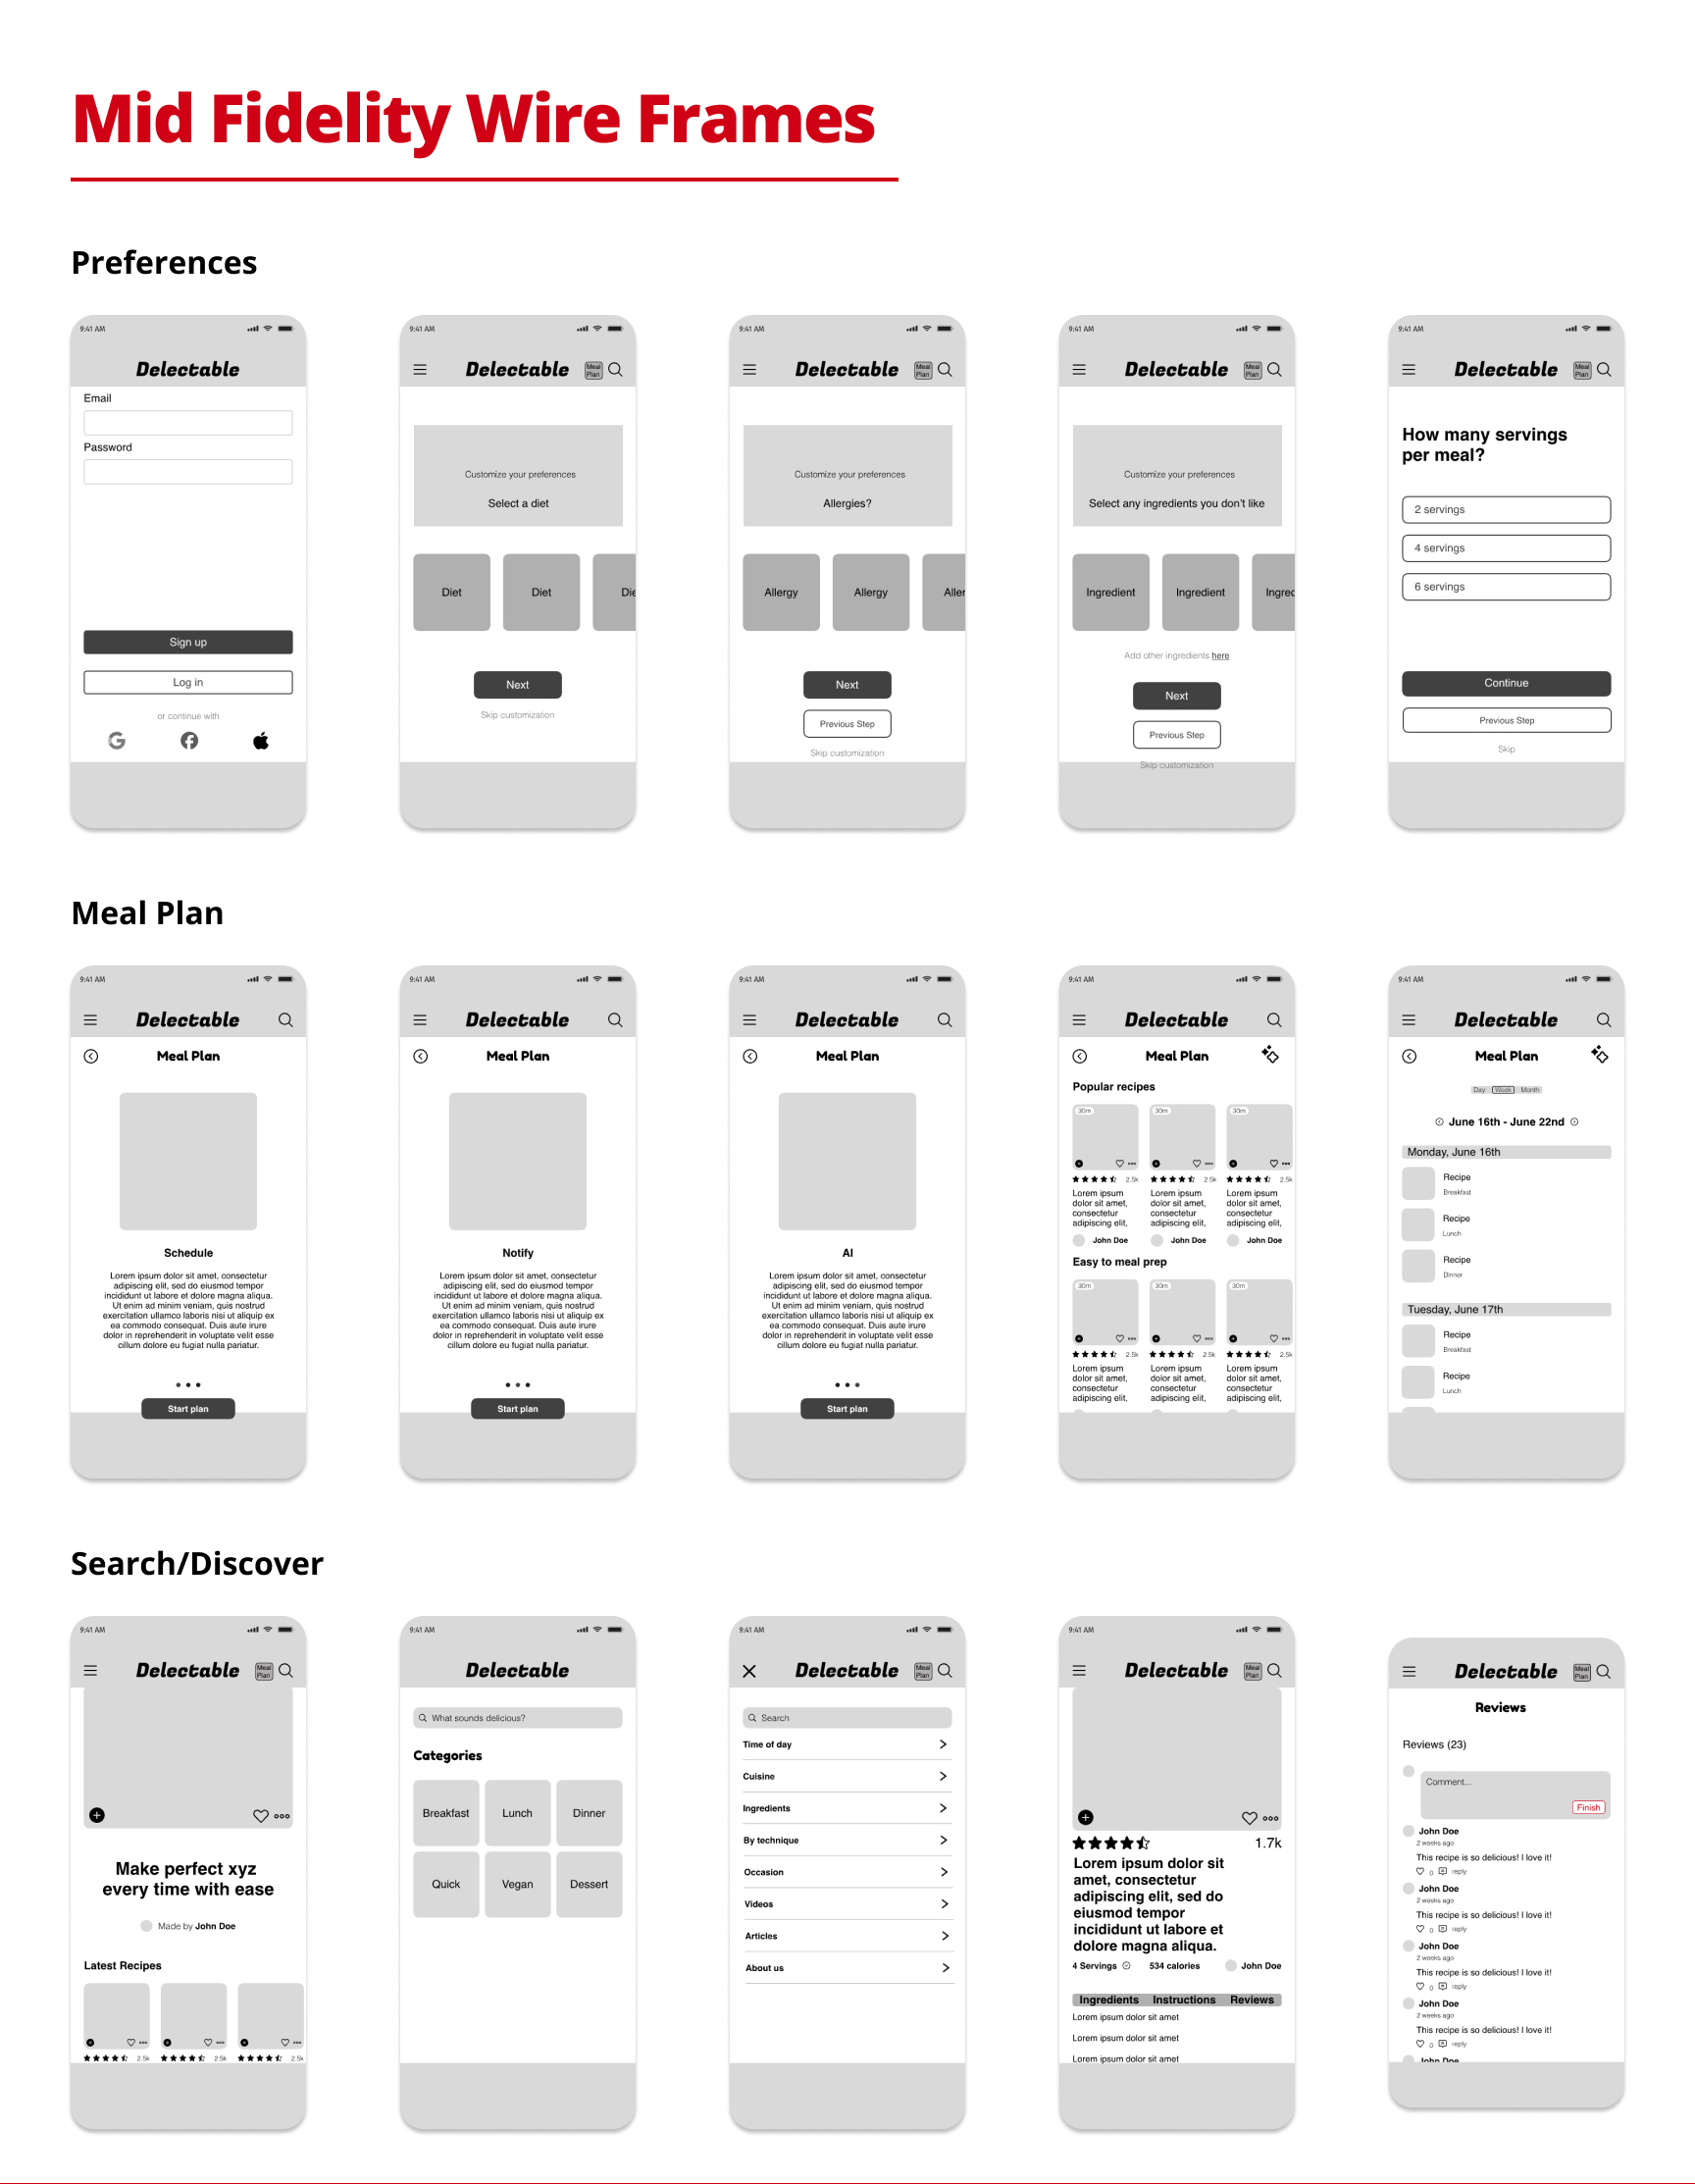 Mid Fidelity Wire Frames
Preferences
9:41 AM
Delectable
Email
Password
Sign up
Log in
or continue with
9:41 AM
Delectable
Meal
Plan
Customize your preferences
Select a diet
Diet
Diet
Die
Next
Skip customization
9:41 AM
Delectable
Meal
Plan
Customize your preferences
Allergies?
Allergy
Allergy
Aller
Next
Previous Step
Skip customization
9:41 AM
Delectable
Meal
Plan
Customize your preferences
Select any ingredients you don't like
Ingredient
Ingredient
Ingred
Add other ingredients here
Next
Previous Step
Skip customization
9:41 AM
Delectable
Meal
Plan
How many servings
per meal?
2 servings
4 servings
6 servings
Continue
Previous Step
Skip
Meal Plan
9:41 AM
Delectable
Meal Plan
Schedule
Lorem ipsum dolor sit amet, consectetur
adipiscing elit, sed do eiusmod tempor
incididunt ut labore et dolore magna aliqua.
Ut enim ad minim veniam, quis nostrud
exercitation ullamco laboris nisi ut aliquip ex
ea commodo consequat. Duis aute irure
dolor in reprehenderit in voluptate velit esse
cillum dolore eu fugiat nulla pariatur.
Start plan
9:41 AM
Delectable
Meal Plan
Notify
Lorem ipsum dolor sit amet, consectetur
adipiscing elit, sed do eiusmod tempor
incididunt ut labore et dolore magna aliqua.
Ut enim ad minim veniam, quis nostrud
exercitation ullamco laboris nisi ut aliquip ex
ea commodo consequat. Duis aute irure
dolor in reprehenderit in voluptate velit esse
cillum dolore eu fugiat nulla pariatur.
Start plan
9:41 AM
Delectable
Meal Plan
AI
Lorem ipsum dolor sit amet, consectetur
adipiscing elit, sed do eiusmod tempor
incididunt ut labore et dolore magna aliqua.
Ut enim ad minim veniam, quis nostrud
exercitation ullamco laboris nisi ut aliquip ex
ea commodo consequat. Duis aute irure
dolor in reprehenderit in voluptate velit esse
cillum dolore eu fugiat nulla pariatur.
Start plan
9:41 AM
Delectable
Meal Plan
Popular recipes
30m
2.5k
Lorem ipsum
dolor sit amet,
consectetur
adipiscing elit,
John Doe
30m
2.5k
Lorem ipsum
dolor sit amet,
consectetur
adipiscing elit,
John Doe
30m
2.5k
Lorem ipsum
dolor sit amet,
consectetur
adipiscing elit,
John Doe
Easy to meal prep
30m
2.5k
Lorem ipsum
dolor sit amet,
consectetur
adipiscing elit,
30m
2.5k
Lorem ipsum
dolor sit amet,
consectetur
adipiscing elit,
30m
2.5k
Lorem ipsum
dolor sit amet,
consectetur
adipiscing elit,
9:41 AM
Delectable
Meal Plan
Day Week Month
June 16th - June 22nd
Monday, June 16th
Recipe
Breakfast
Recipe
Lunch
Recipe
Dinner
Tuesday, June 17th
Recipe
Breakfast
Recipe
Lunch
Search/Discover
9:41 AM
Delectable
Meal
Plan
Make perfect xyz
every time with ease
Made by John Doe
Latest Recipes
2.5k
2.5k
2.5k
9:41 AM
Delectable
What sounds delicious?
Categories
Breakfast
Lunch
Dinner
Quick
Vegan
Dessert
9:41 AM
Delectable
Meal
Plan
Search
Time of day
Cuisine
Ingredients
By technique
Occasion
Videos
Articles
About us
9:41 AM
Delectable
Meal
Plan
1.7k
Lorem ipsum dolor sit
amet, consectetur
adipiscing elit, sed do
eiusmod tempor
incididunt ut labore et
dolore magna aliqua.
4 Servings 534 calories John Doe
Ingredients Instructions Reviews
Lorem ipsum dolor sit amet
Lorem ipsum dolor sit amet
Lorem ipsum dolor sit amet
Delectable
Meal
Plan
Reviews
Reviews (23)
Comment...
Finish
John Doe
2 weeks ago
This recipe is so delicious! I love it!
0 reply
John Doe
2 weeks ago
This recipe is so delicious! I love it!
0 reply
John Doe
2 weeks ago
This recipe is so delicious! I love it!
0 reply
John Doe
2 weeks ago
This recipe is so delicious! I love it!
0 reply
John Doe